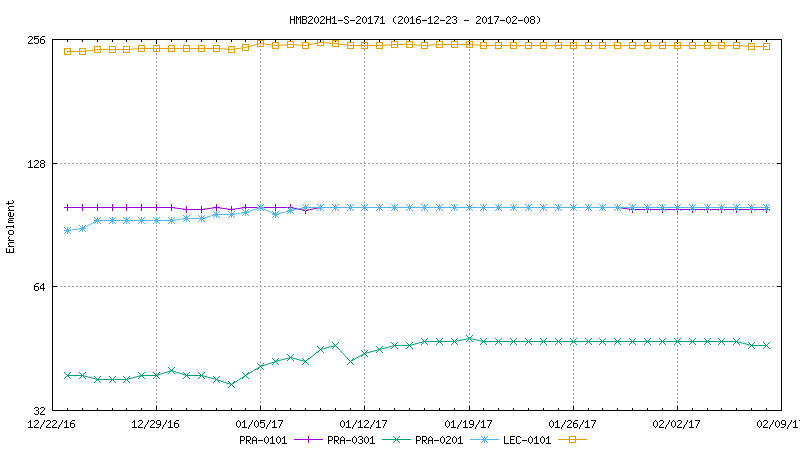 HMB202H1-S-20171 (2016-12-23 - 2017-02-08)
256
128
64
32
Enrolment
12/22/16 12/29/16 01/05/17 01/12/17 01/19/17 01/26/17 02/02/17 02/09/17
PRA-0101 PRA-0301 PRA-0201 LEC-0101